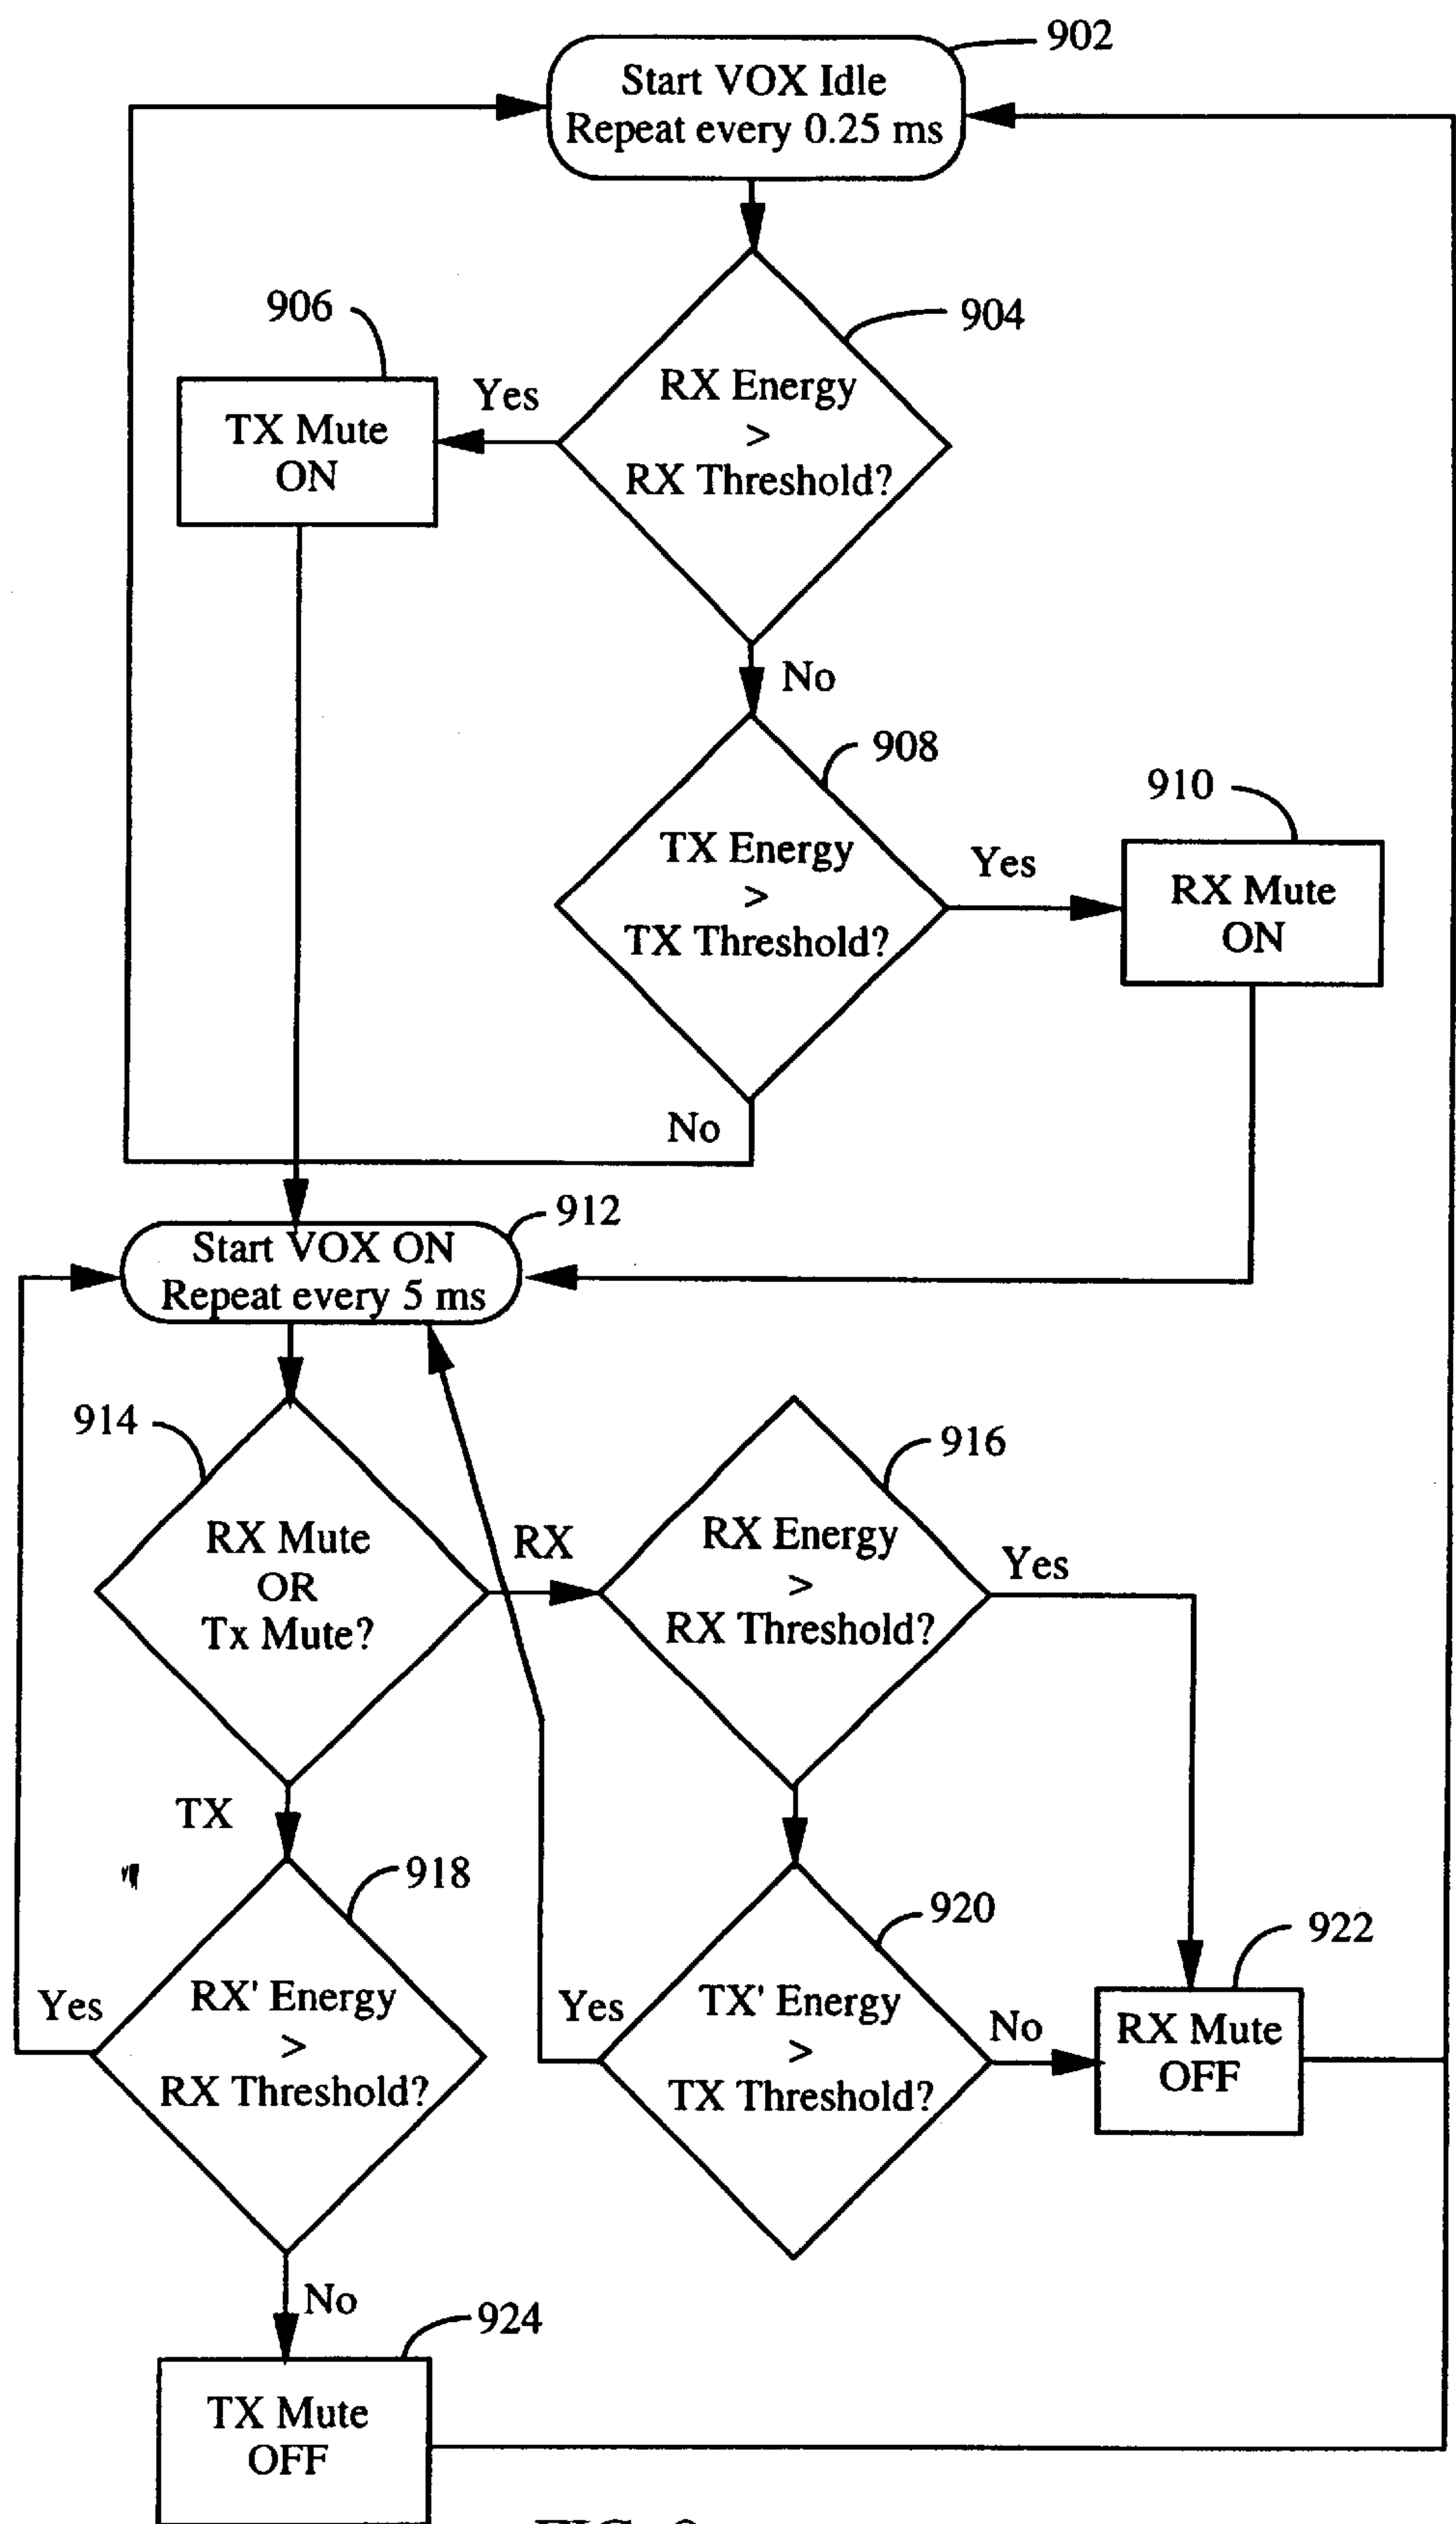 902
Start VOX Idle
Repeat every 0.25 ms
906
904
Yes
RX Energy
>
RX Threshold?
TX Mute
ON
No
908
910
TX Energy
>
TX Threshold?
Yes
RX Mute
ON
No
912
Start VOX ON
Repeat every 5 ms
914
916
RX Mute
OR
Tx Mute?
RX
RX Energy
>
RX Threshold?
Yes
TX
918
920
922
RX' Energy
>
RX Threshold?
Yes
Yes
TX' Energy
>
TX Threshold?
No
RX Mute
OFF
No
924
TX Mute
OFF